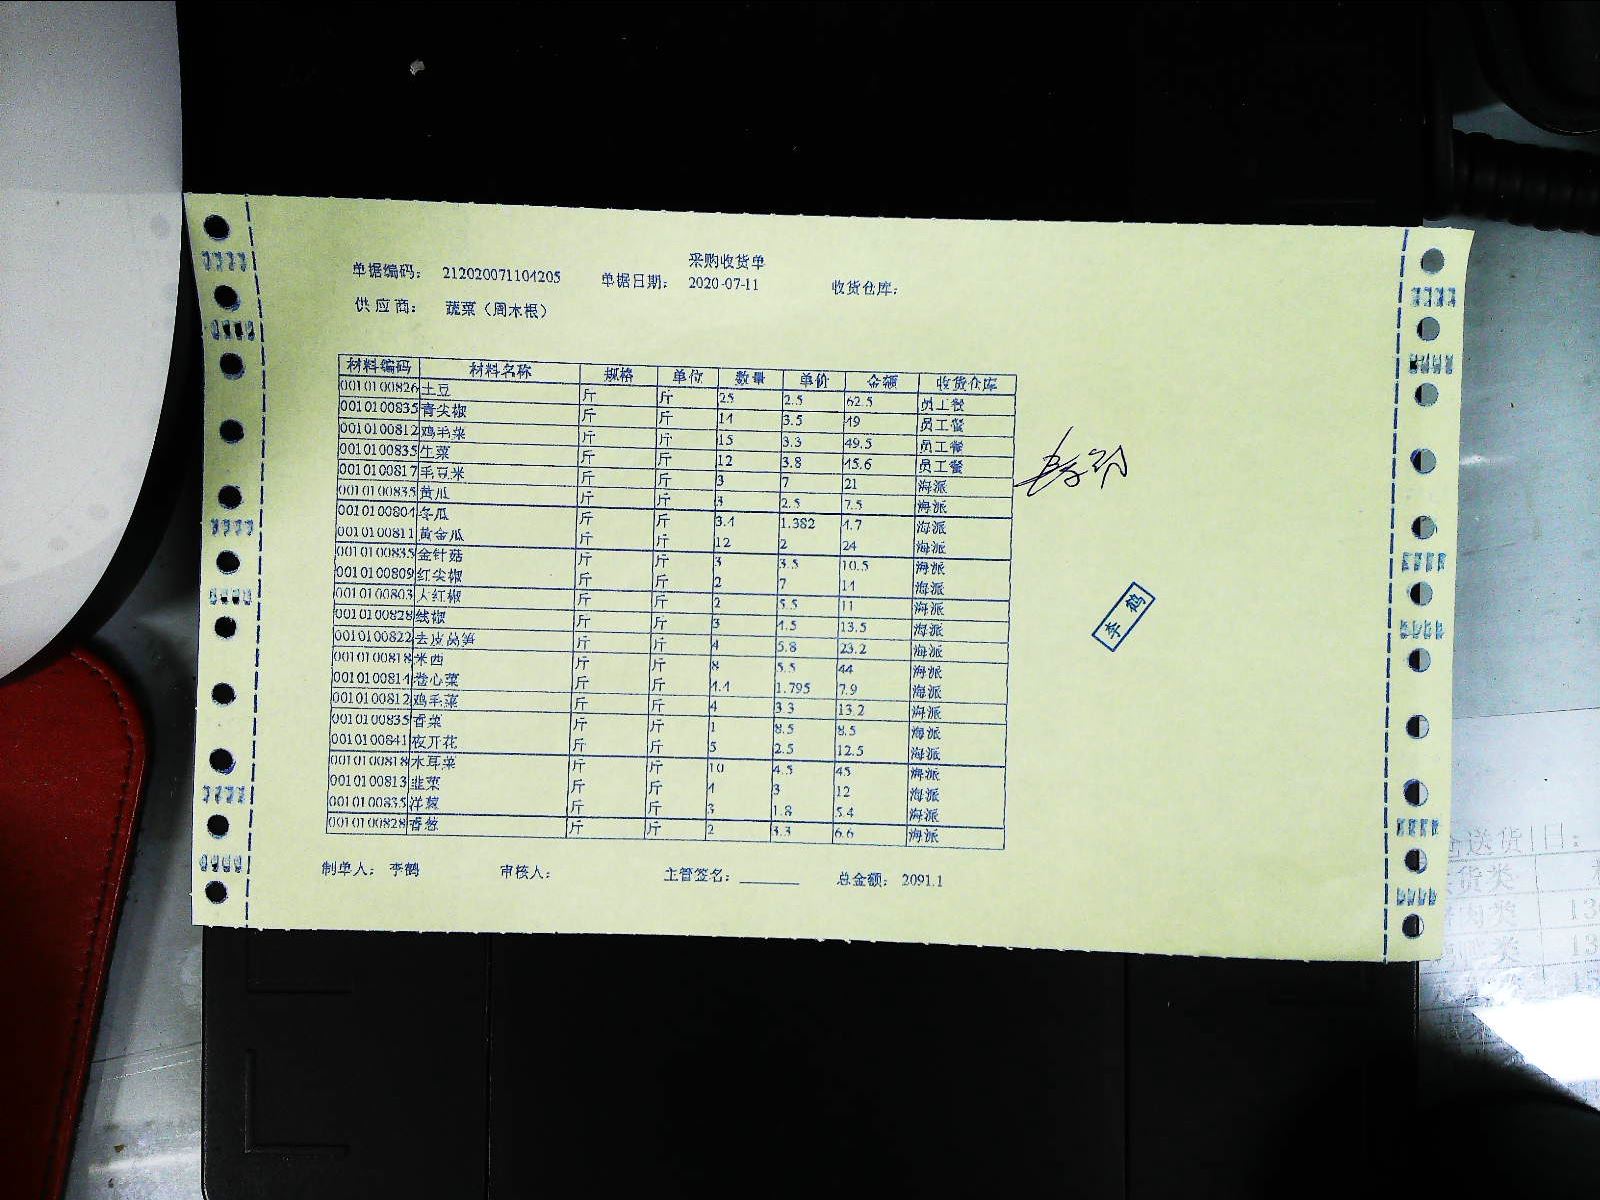 采购收货单
单据编码： 212020071104205 单据日期： 2020-07-11 收货仓库：
供 应 商： 蔬菜（周木根）
材料编码 材料名称 规格 单位 数量 单价 金额 收货仓库
0010100826 土豆 斤 斤 25 2.5 62.5 员工餐
0010100835 青尖椒 斤 斤 14 3.5 49 员工餐
0010100812 鸡毛菜 斤 斤 15 3.3 49.5 员工餐
0010100835 生菜 斤 斤 12 3.8 45.6 员工餐
0010100817 毛豆米 斤 斤 3 7 21 海派
0010100835 黄瓜 斤 斤 3 2.5 7.5 海派
0010100804 冬瓜 斤 斤 3.4 1.382 4.7 海派
0010100811 黄金瓜 斤 斤 12 2 24 海派
0010100835 金针菇 斤 斤 3 3.5 10.5 海派
0010100809 红尖椒 斤 斤 2 7 14 海派
0010100803 大红椒 斤 斤 2 5.5 11 海派
0010100828 线椒 斤 斤 3 4.5 13.5 海派
0010100822 去皮莴笋 斤 斤 4 5.8 23.2 海派
0010100818 米西 斤 斤 8 5.5 44 海派
0010100814 卷心菜 斤 斤 4.4 1.795 7.9 海派
0010100812 鸡毛菜 斤 斤 4 3.3 13.2 海派
0010100835 香菜 斤 斤 1 8.5 8.5 海派
0010100841 夜开花 斤 斤 5 2.5 12.5 海派
0010100818 木耳菜 斤 斤 10 4.5 45 海派
0010100813 韭菜 斤 斤 4 3 12 海派
0010100835 洋葱 斤 斤 3 1.8 5.4 海派
0010100828 香葱 斤 斤 2 3.3 6.6 海派
制单人： 李鹤 审核人： 主管签名： 总金额： 2091.1
李鹤
送货 日：
货类
肉类 13
类 13
15